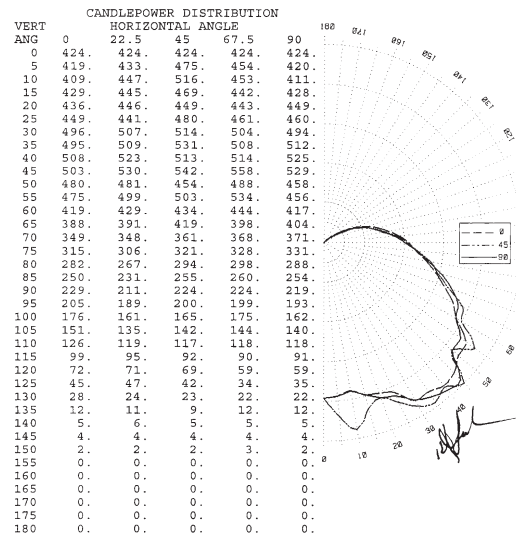 CANDLEPOWER DISTRIBUTION
VERT HORIZONTAL ANGLE
ANG 0 22.5 45 67.5 90
0 424. 424. 424. 424. 424.
5 419. 433. 475. 454. 420.
10 409. 447. 516. 453. 411.
15 429. 445. 469. 442. 428.
20 436. 446. 449. 443. 449.
25 449. 441. 480. 461. 460.
30 496. 507. 514. 504. 494.
35 495. 509. 531. 508. 512.
40 508. 523. 513. 514. 525.
45 503. 530. 542. 558. 529.
50 480. 481. 454. 488. 458.
55 475. 499. 503. 534. 456.
60 419. 429. 434. 444. 417.
65 388. 391. 419. 398. 404.
70 349. 348. 361. 368. 371.
75 315. 306. 321. 328. 331.
80 282. 267. 294. 298. 288.
85 250. 231. 255. 260. 254.
90 229. 211. 224. 224. 219.
95 205. 189. 200. 199. 193.
100 176. 161. 165. 175. 162.
105 151. 135. 142. 144. 140.
110 126. 119. 117. 118. 118.
115 99. 95. 92. 90. 91.
120 72. 71. 69. 59. 59.
125 45. 47. 42. 34. 35.
130 28. 24. 23. 22. 22.
135 12. 11. 9. 12. 12.
140 5. 6. 5. 5. 5.
145 4. 4. 4. 4. 4.
150 2. 2. 2. 3. 2.
155 0. 0. 0. 0. 0.
160 0. 0. 0. 0. 0.
165 0. 0. 0. 0. 0.
170 0. 0. 0. 0. 0.
175 0. 0. 0. 0. 0.
180 0. 0. 0. 0. 0.
180
170
160
150
140
130
120
0
45
90
60
50
40
30
20
10
0